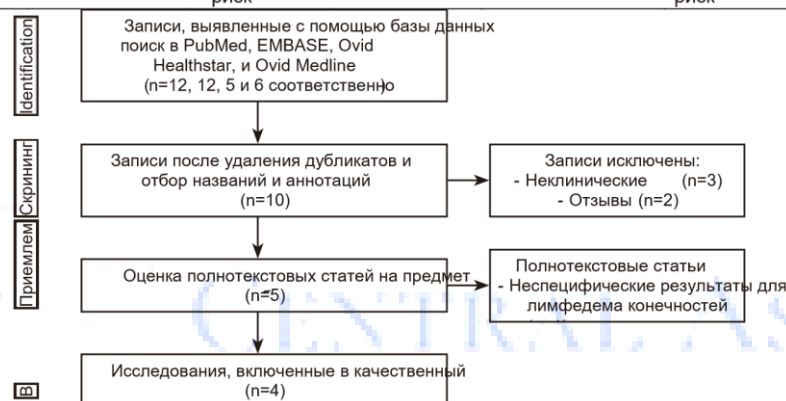 риск риск
Identification
Записи, выявленные с помощью базы данных
поиск в PubMed, EMBASE, Ovid
Healthstar, и Ovid Medline
(n=12, 12, 5 и 6 соответственно)
Скрининг
Записи после удаления дубликатов и
отбор названий и аннотаций
(n=10)
Записи исключены:
- Неклинические (n=3)
- Отзывы (n=2)
Приемлем
Оценка полнотекстовых статей на предмет
(n=5)
Полнотекстовые статьи
- Неспецифические результаты для
лимфедема конечностей
CENTRAL AS
В
Исследования, включенные в качественный
(n=4)